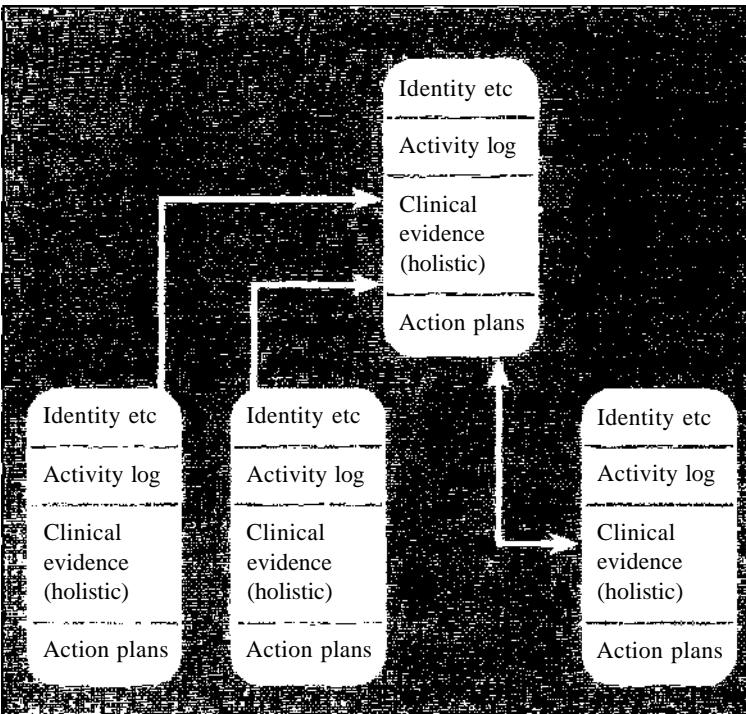 Identity etc
Activity log
Clinical
evidence
(holistic)
Action plans
Identity etc
Activity log
Clinical
evidence
(holistic)
Action plans
Identity etc
Activity log
Clinical
evidence
(holistic)
Action plans
Identity etc
Activity log
Clinical
evidence
(holistic)
Action plans